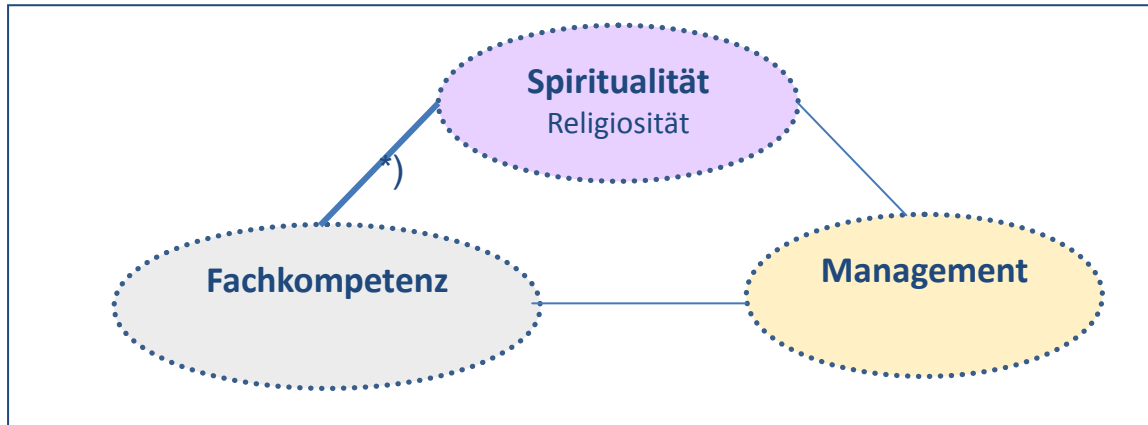 Spiritualität
Religiosität
*)
Fachkompetenz
Management